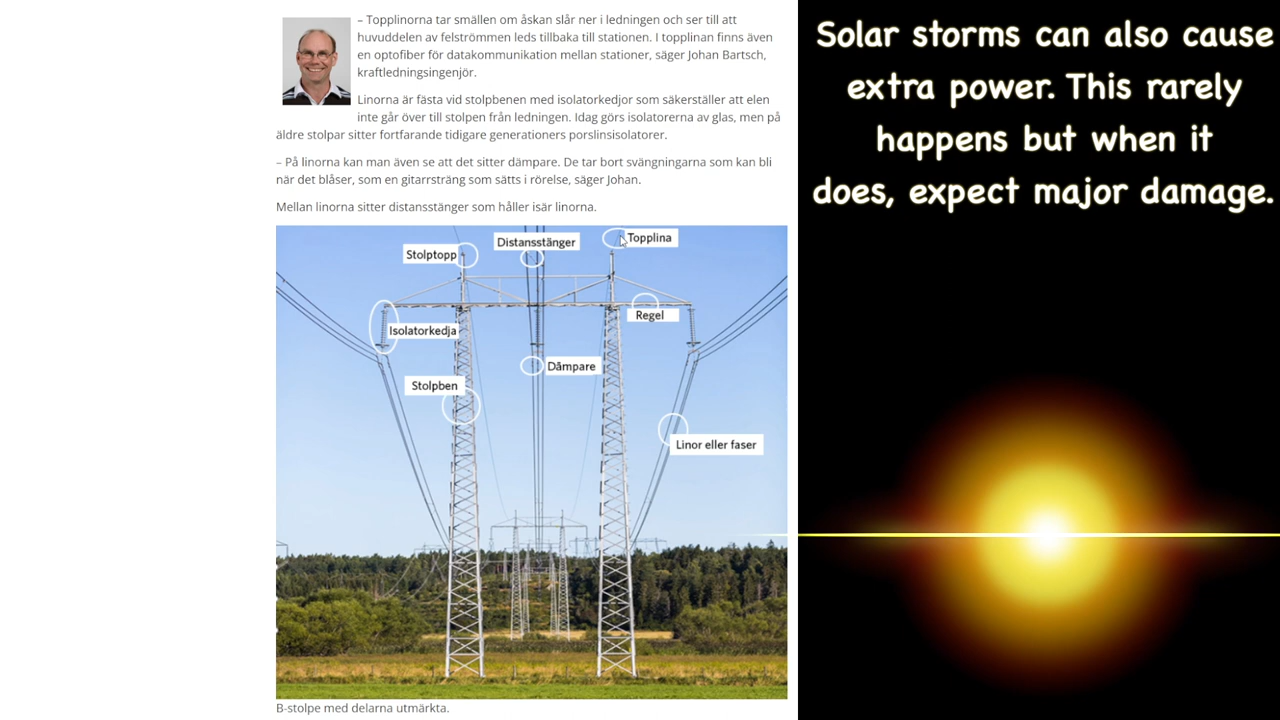 – Topplinorna tar smällen om åskan slår ner i ledningen och ser till att
huvuddelen av felströmmen leds tillbaka till stationen. I topplinan finns även
en optofiber för datakommunikation mellan stationer, säger Johan Bartsch,
kraftledningsingenjör.
Linorna är fästa vid stolpbenen med isolatorkedjor som säkerställer att elen
inte går över till stolpen från ledningen. Idag görs isolatorerna av glas, men på
äldre stolpar sitter fortfarande tidigare generationers porslinsisolatorer.
– På linorna kan man även se att det sitter dämpare. De tar bort svängningarna som kan bli
när det blåser, som en gitarrsträng som sätts i rörelse, säger Johan.
Mellan linorna sitter distansstänger som håller isär linorna.
Topplina
Distansstänger
Stolptopp
Regel
Isolatorkedja
Dämpare
Stolpben
Linor eller faser
B-stolpe med delarna utmärkta.
Solar storms can also cause
extra power. This rarely
happens but when it
does, expect major damage.